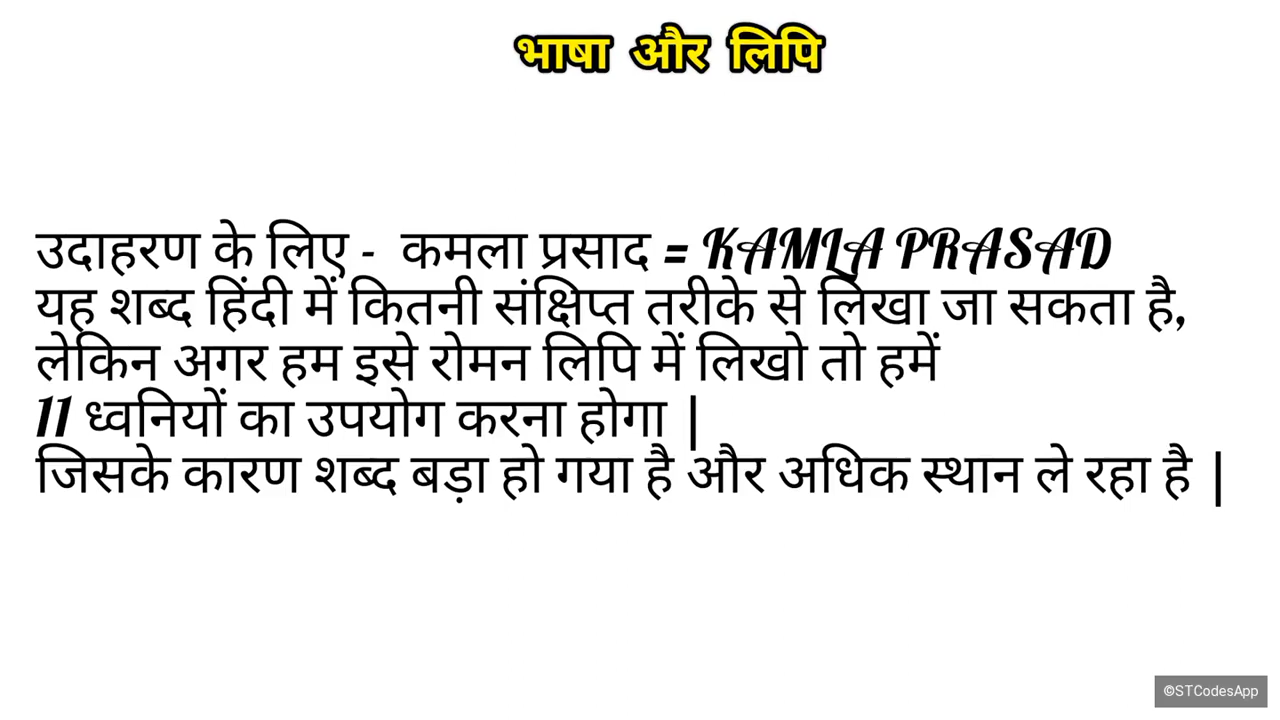 भाषा और लिपि
उदाहरण के लिए - कमला प्रसाद = KAMLA PRASAD
यह शब्द हिंदी में कितनी संक्षिप्त तरीके से लिखा जा सकता है,
लेकिन अगर हम इसे रोमन लिपि में लिखो तो हमें
11 ध्वनियों का उपयोग करना होगा |
जिसके कारण शब्द बड़ा हो गया है और अधिक स्थान ले रहा है |
©STCodesApp